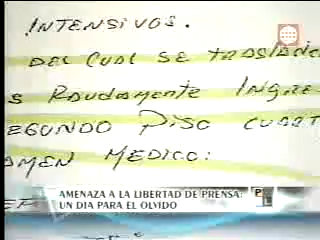 INTENSIVOS.
DEL CUAL SE TRASLADA
S RAUDAMENTE INGRE
EGUNDO PISO CUART
AMEN MEDICO:
AMENAZA A LA LIBERTAD DE PRENSA:
UN DIA PARA EL OLVIDO